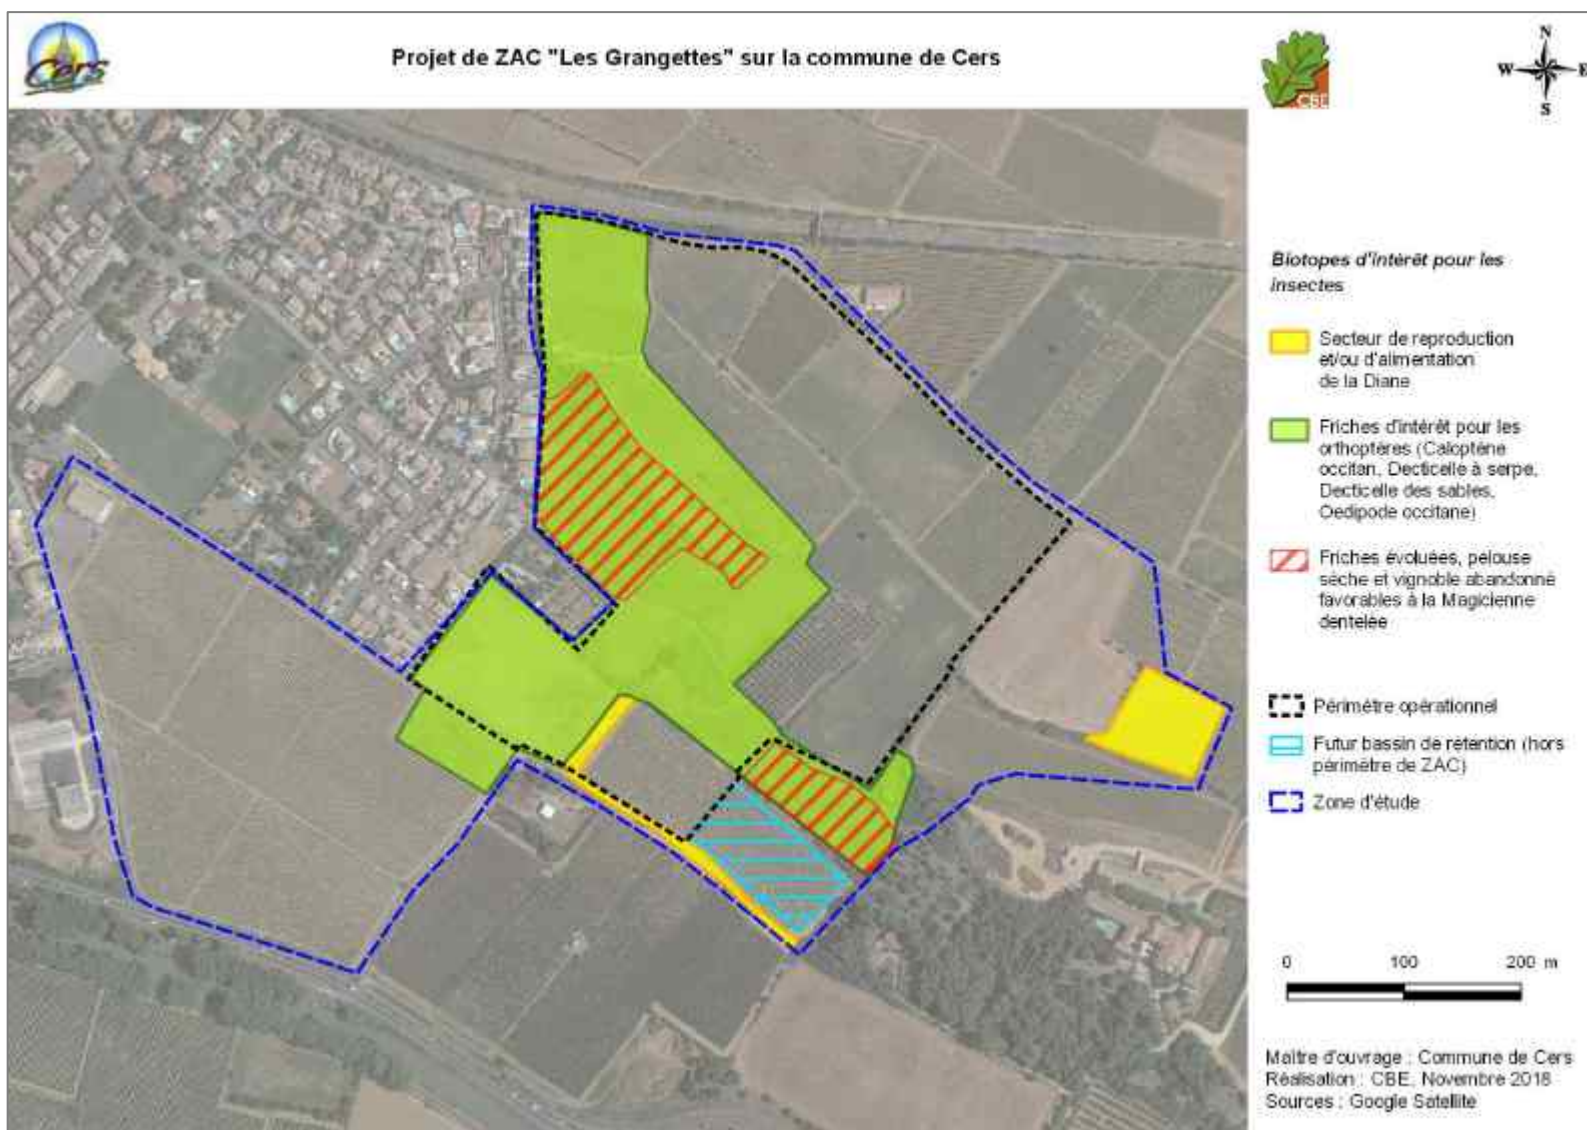 Cers
Projet de ZAC "Les Grangettes" sur la commune de Cers
CBE
N
W E
S
Biotopes d'intérêt pour les
insectes
Secteur de reproduction
et/ou d'alimentation
de la Diane
Friches d'intérêt pour les
orthoptères (Caloptène
occitan, Decticelle à serpe,
Decticelle des sables,
Oedipode occitane)
Friches évoluées, pelouse
sèche et vignoble abandonné
favorables à la Magicienne
dentelée
Périmètre opérationnel
Futur bassin de rétention (hors
périmètre de ZAC)
Zone d'étude
0 100 200 m
Maître d'ouvrage : Commune de Cers
Réalisation : CBE, Novembre 2018
Sources : Google Satellite